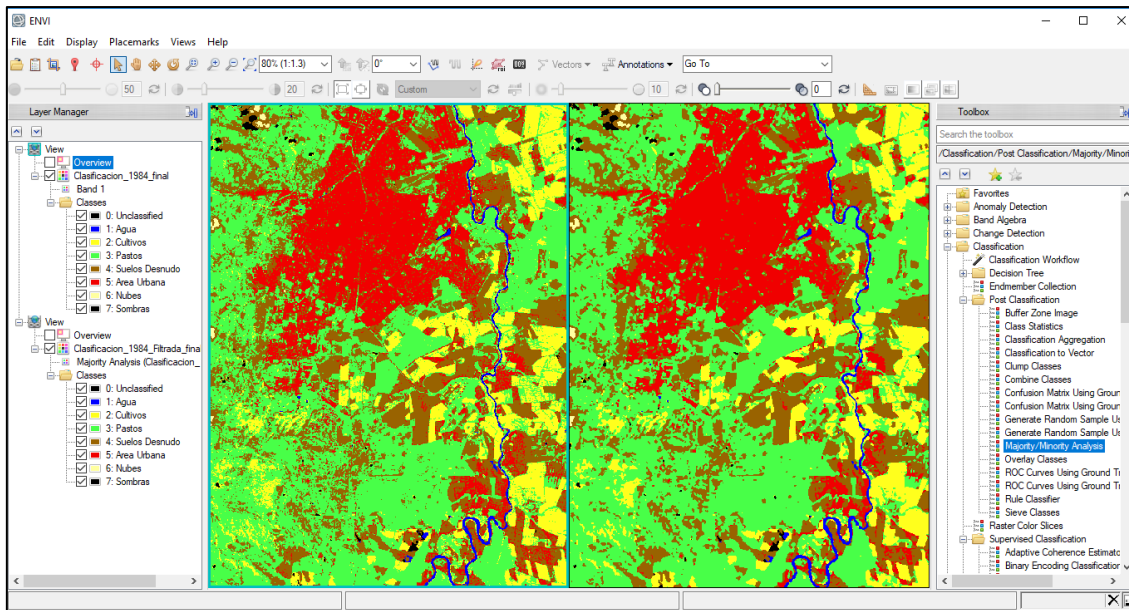 ENVI
File Edit Display Placemarks Views Help
80% (1:1.3) 0° Vectors Annotations Go To
50 20 Custom 10 0
Layer Manager
View
Overview
Clasificacion_1984_final
Band 1
Classes
0: Unclassified
1: Agua
2: Cultivos
3: Pastos
4: Suelos Desnudo
5: Area Urbana
6: Nubes
7: Sombras
View
Overview
Clasificacion_1984_Filtrada_final
Majority Analysis (Clasificacion_
Classes
0: Unclassified
1: Agua
2: Cultivos
3: Pastos
4: Suelos Desnudo
5: Area Urbana
6: Nubes
7: Sombras
Toolbox
Search the toolbox
/Classification/Post Classification/Majority/Minori
Favorites
Anomaly Detection
Band Algebra
Change Detection
Classification
Classification Workflow
Decision Tree
Endmember Collection
Post Classification
Buffer Zone Image
Class Statistics
Classification Aggregation
Classification to Vector
Clump Classes
Combine Classes
Confusion Matrix Using Groun
Confusion Matrix Using Groun
Generate Random Sample Us
Generate Random Sample Us
Majority/Minority Analysis
Overlay Classes
ROC Curves Using Ground Tr
ROC Curves Using Ground Tr
Rule Classifier
Sieve Classes
Raster Color Slices
Supervised Classification
Adaptive Coherence Estimato
Binary Encoding Classification